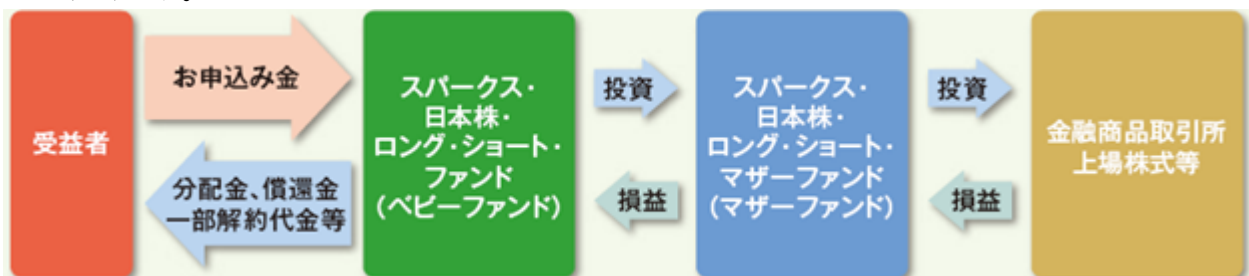 受益者
お申込み金
分配金、償還金
一部解約代金等
スパークス・
日本株・
ロング・ショート・
ファンド
(ベビーファンド)
投資
損益
スパークス・
日本株・
ロング・ショート・
マザーファンド
(マザーファンド)
投資
損益
金融商品取引所
上場株式等